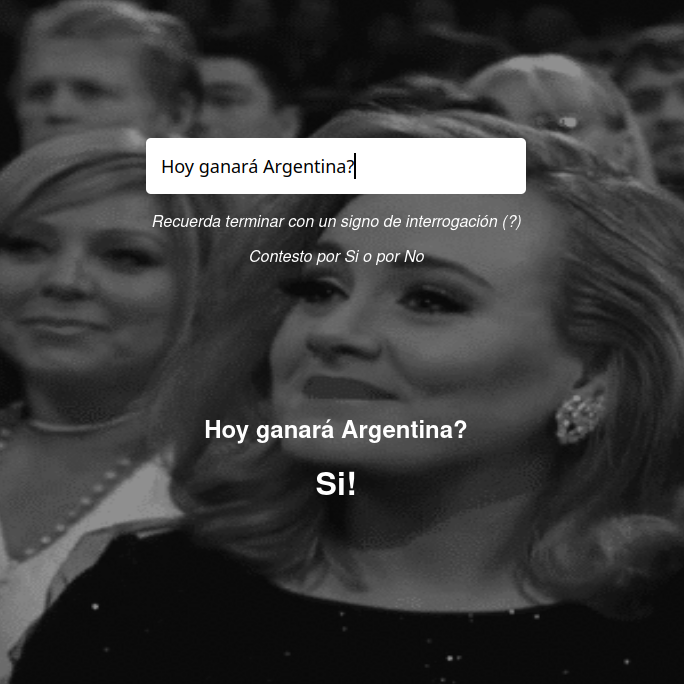 Hoy ganará Argentina?
Recuerda terminar con un signo de interrogación (?)
Contesto por Si o por No
Hoy ganará Argentina?
Si!